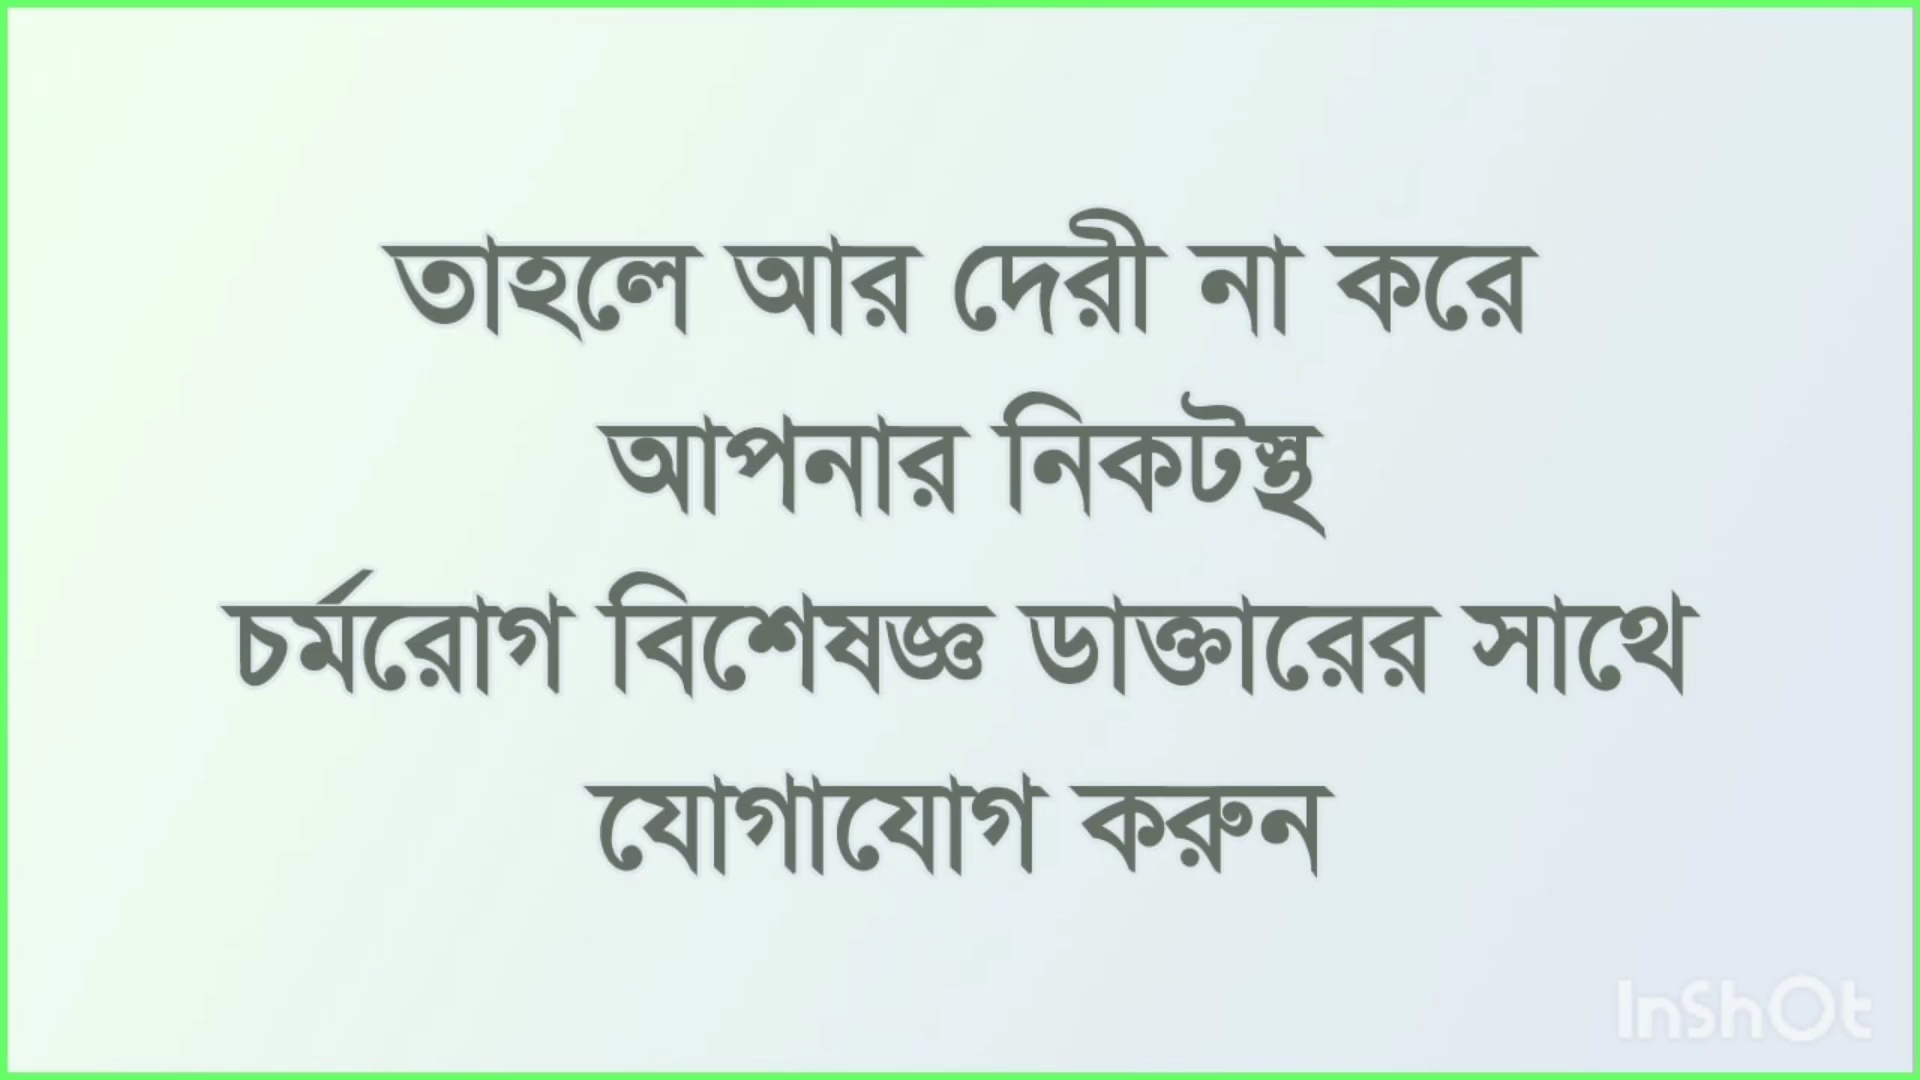 তাহলে আর দেরী না করে
আপনার নিকটস্থ
চর্মরোগ বিশেষজ্ঞ ডাক্তারের সাথে
যোগাযোগ করুন
InShOt